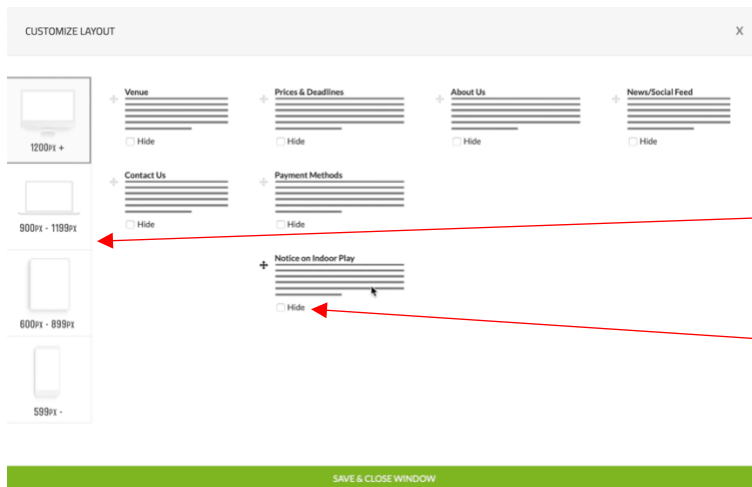 CUSTOMIZE LAYOUT
X
1200PX +
900PX - 1199PX
600PX - 899PX
599PX -
Venue
Hide
Prices & Deadlines
Hide
About Us
Hide
News/Social Feed
Hide
Contact Us
Hide
Payment Methods
Hide
Notice on Indoor Play
Hide
SAVE & CLOSE WINDOW